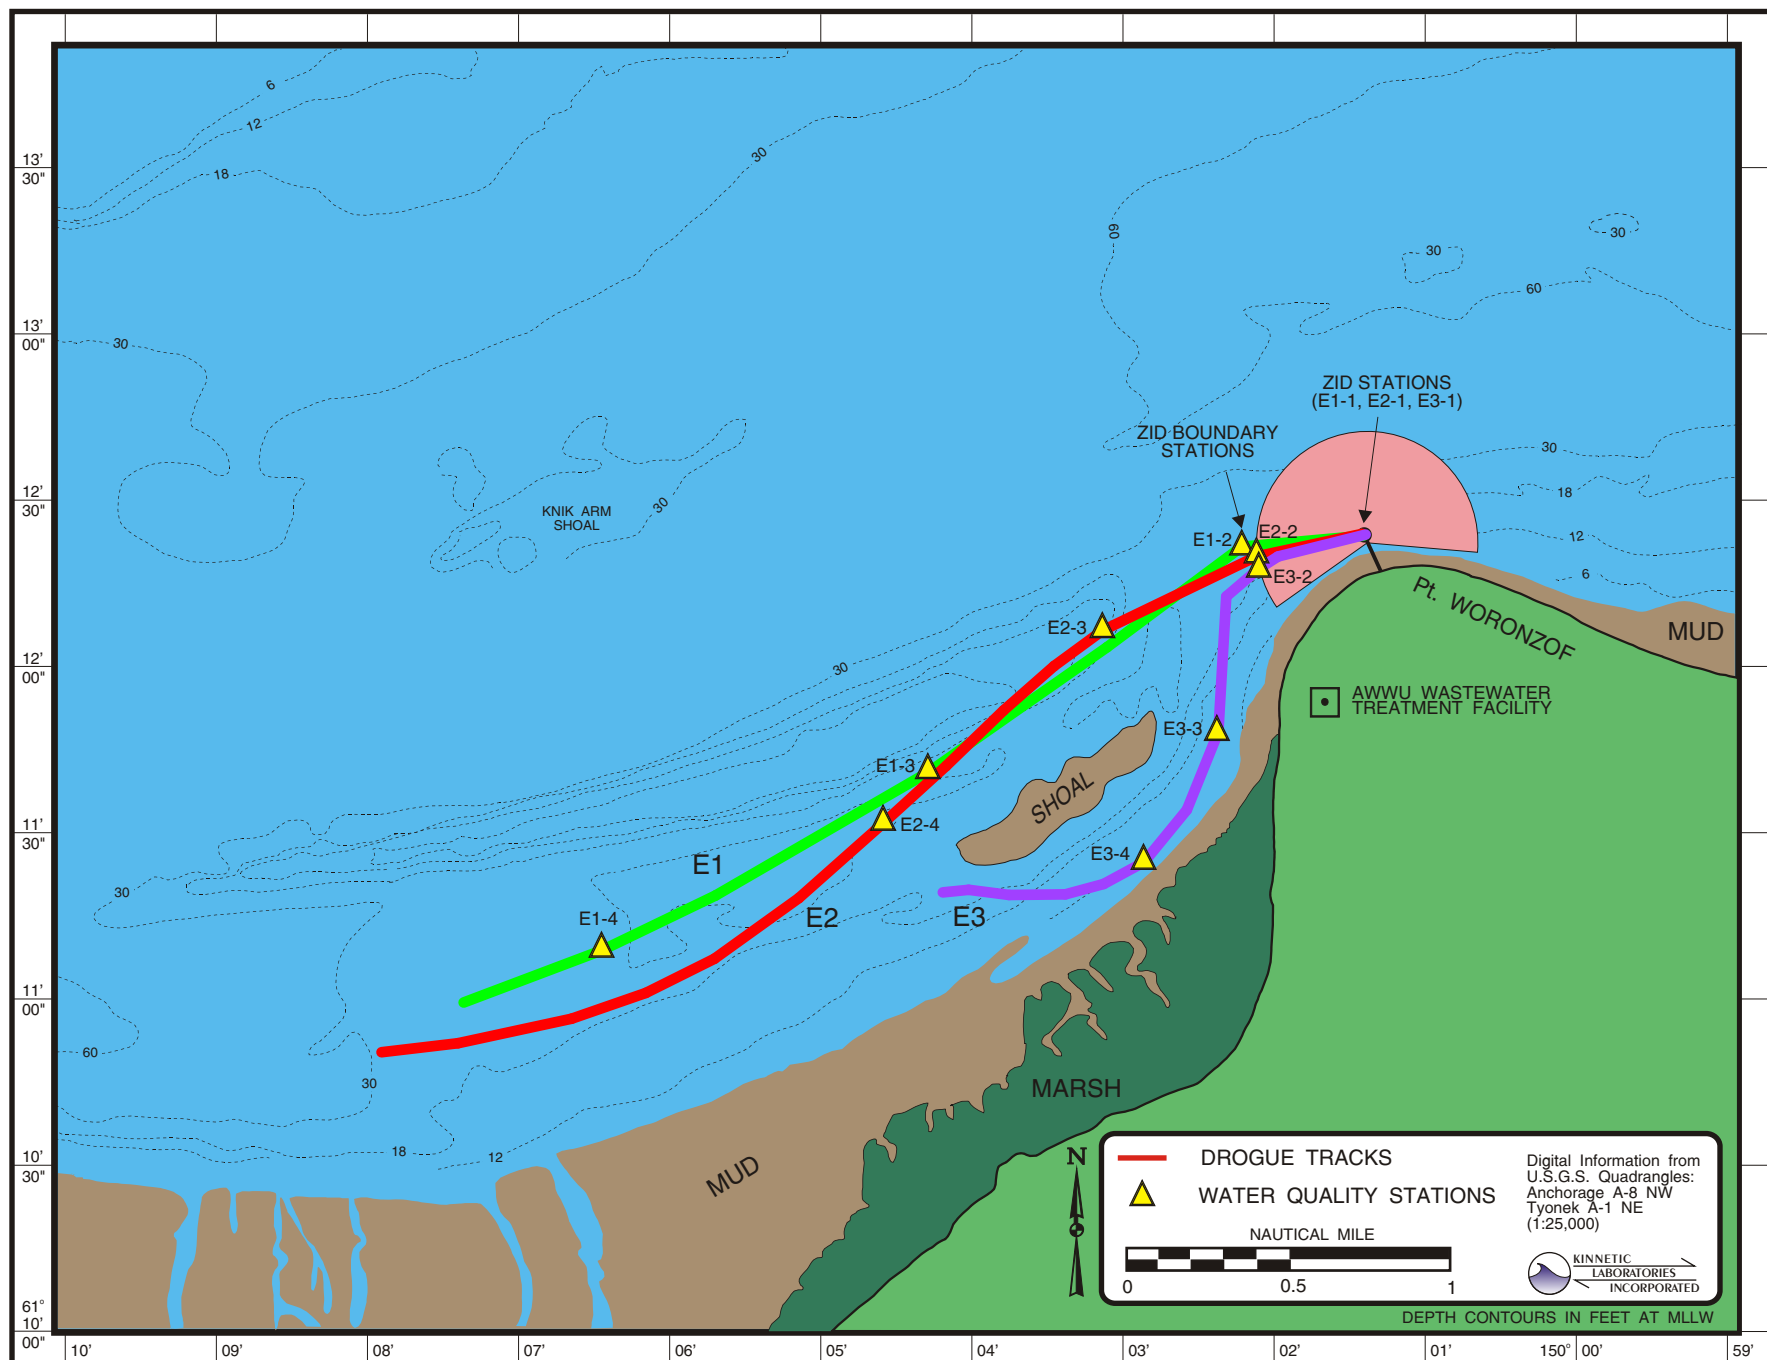 6
12
18
30
60
30
30
60
13'
30"
13'
00"
30
ZID STATIONS
(E1-1, E2-1, E3-1)
ZID BOUNDARY
STATIONS
30
18
12
6
12'
30"
KNIK ARM
SHOAL
30
E1-2
E2-2
E3-2
Pt. WORONZOF
MUD
E2-3
12'
00"
30
AWWU WASTEWATER
TREATMENT FACILITY
E3-3
E1-3
SHOAL
E2-4
11'
30"
E3-4
E1
30
E1-4
E2
E3
11'
00"
60
30
MARSH
18
12
10'
30"
MUD
N
DROGUE TRACKS
WATER QUALITY STATIONS
NAUTICAL MILE
0
0.5
1
Digital Information from
U.S.G.S. Quadrangles:
Anchorage A-8 NW
Tyonek A-1 NE
(1:25,000)
KINNETIC
LABORATORIES
INCORPORATED
DEPTH CONTOURS IN FEET AT MLLW
61°
10'
00"
10'
09'
08'
07'
06'
05'
04'
03'
02'
01'
150° 00'
59'